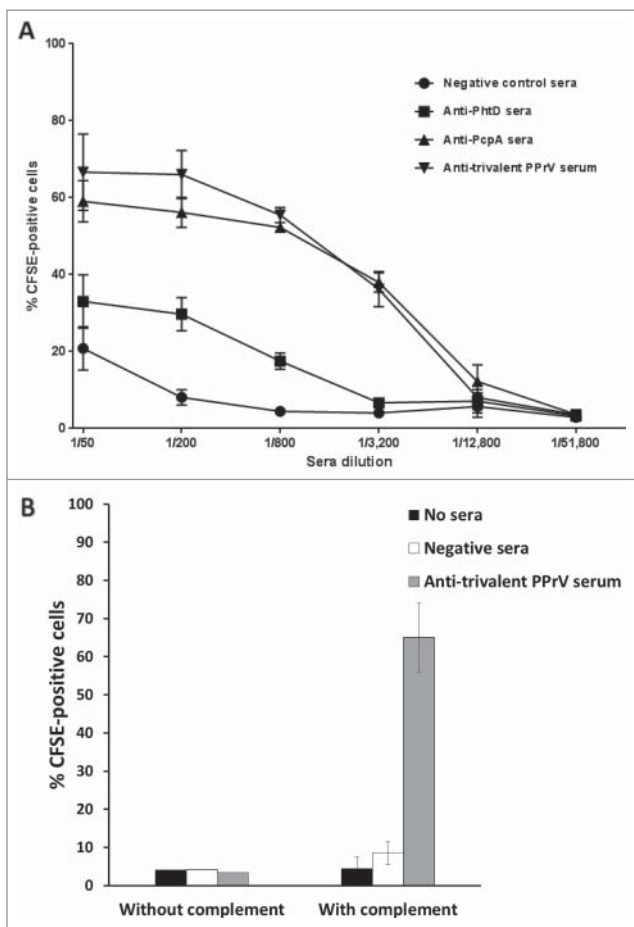 A
100
80
60
40
20
0
% CFSE-positive cells
Negative control sera
Anti-PhtD sera
Anti-PcpA sera
Anti-trivalent PPrV serum
1/50 1/200 1/800 1/3,200 1/12,800 1/51,800
Sera dilution
B
100
90
80
70
60
50
40
30
20
10
0
% CFSE-positive cells
No sera
Negative sera
Anti-trivalent PPrV serum
Without complement With complement